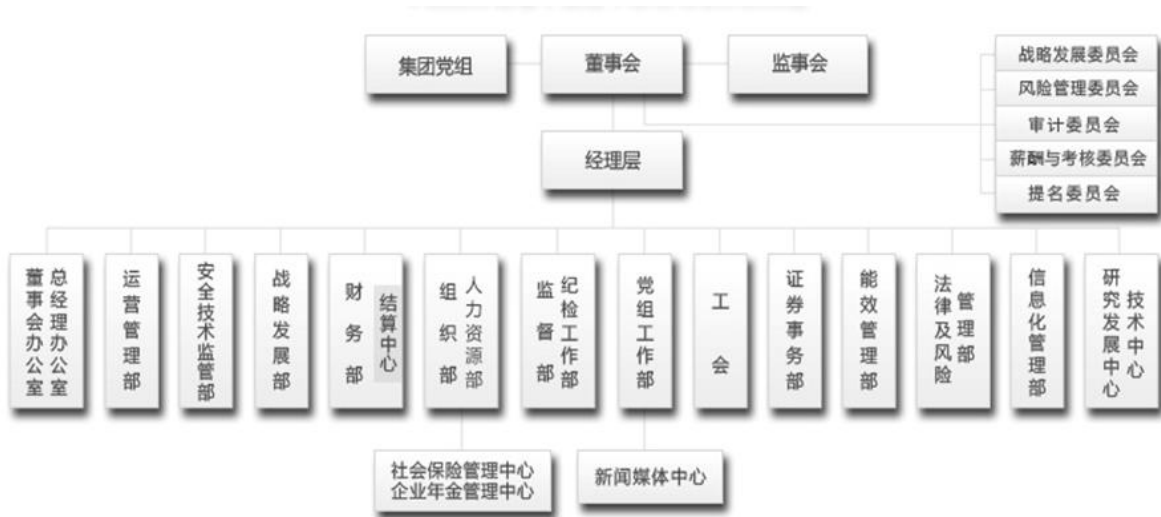 集团党组
董事会
监事会
战略发展委员会
风险管理委员会
审计委员会
薪酬与考核委员会
提名委员会
经理层
总经理办公室
董事会办公室
运营管理部
安全技术监管部
战略发展部
财务部
结算中心
人力资源部
组织部
纪检工作部
监督部
党组工作部
工会
证券事务部
能效管理部
法律及风险
管理部
信息化管理部
技术中心
研究发展中心
社会保险管理中心
企业年金管理中心
新闻媒体中心